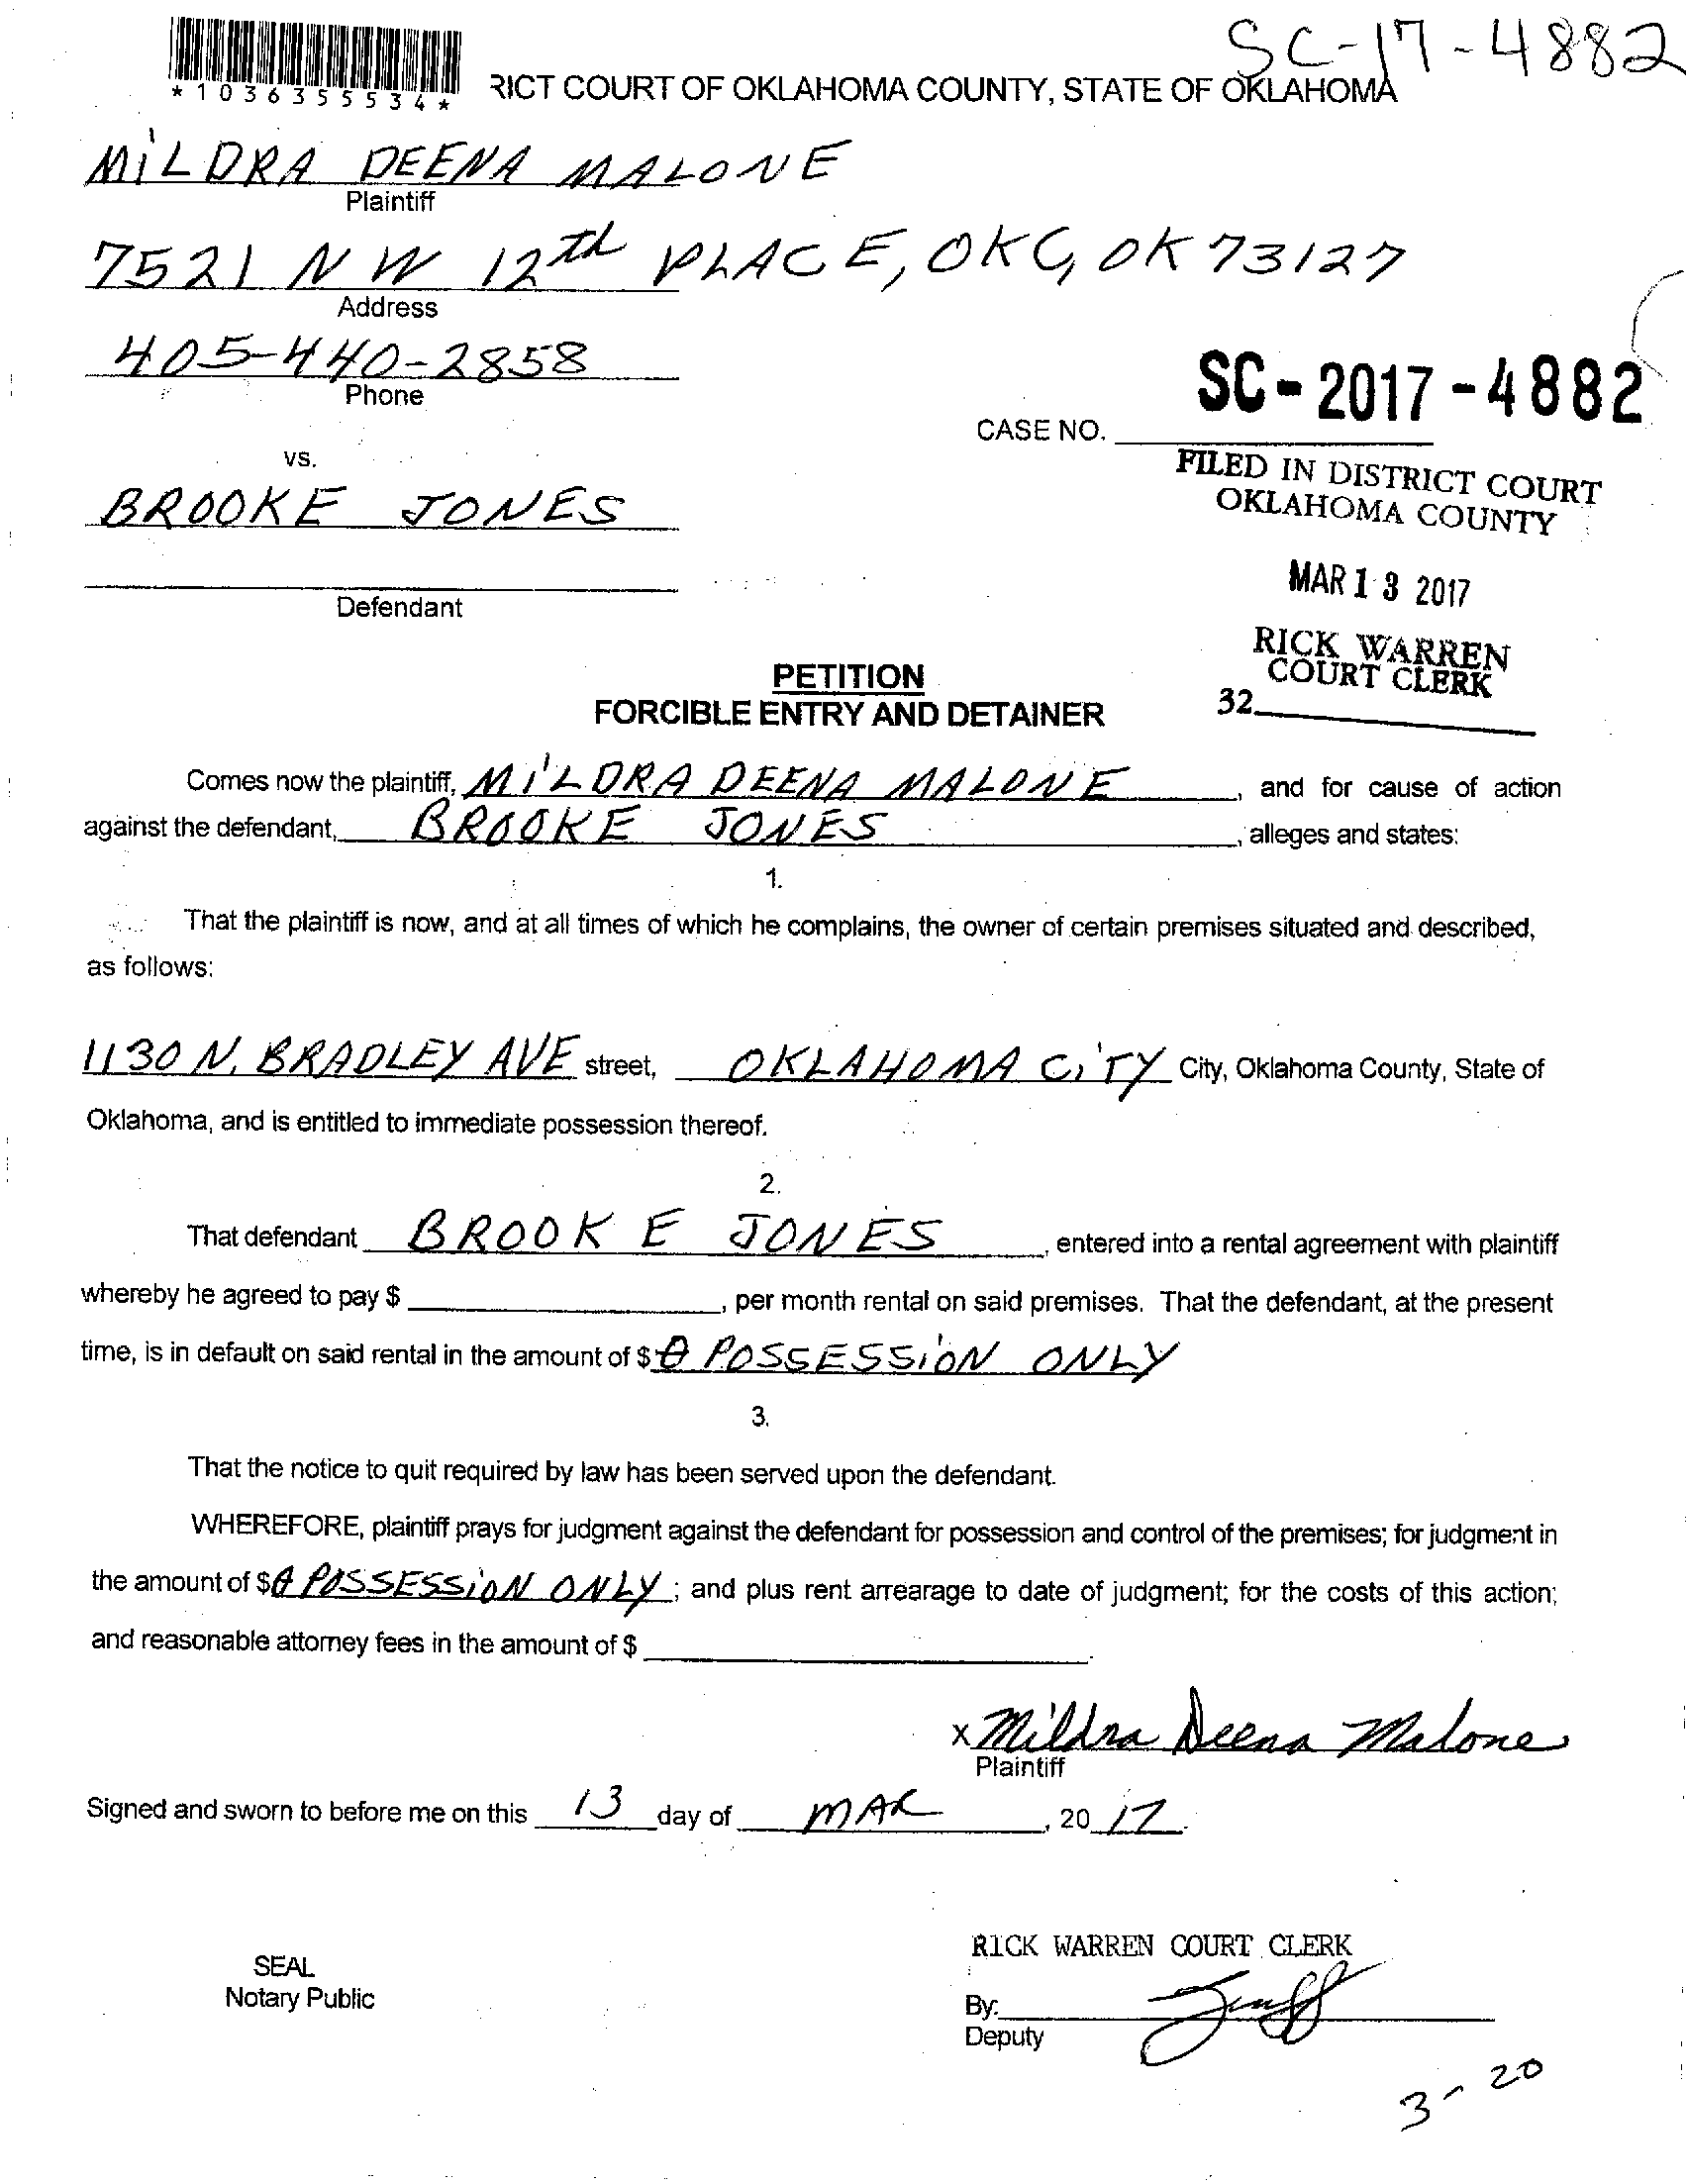 SC-17-4882
*1036355534*
RICT COURT OF OKLAHOMA COUNTY, STATE OF OKLAHOMA
MILDRA DEENA MALONE
Plaintiff
7521 NW 12th PLACE, OKC, OK 73127
Address
405-440-2858
Phone
SC-2017-4882
CASE NO.
vs.
FILED IN DISTRICT COURT
OKLAHOMA COUNTY
BROOKE JONES
MAR 13 2017
Defendant
RICK WARREN
COURT CLERK
32
PETITION
FORCIBLE ENTRY AND DETAINER
Comes now the plaintiff, MILDRA DEENA MALONE, and for cause of action
against the defendant, BROOKE JONES, alleges and states:
1.
That the plaintiff is now, and at all times of which he complains, the owner of certain premises situated and described,
as follows:
1130 N. BRADLEY AVE street, OKLAHOMA CITY City, Oklahoma County, State of
Oklahoma, and is entitled to immediate possession thereof.
2.
That defendant BROOKE JONES, entered into a rental agreement with plaintiff
whereby he agreed to pay $, per month rental on said premises. That the defendant, at the present
time, is in default on said rental in the amount of $ 0 POSSESSION ONLY
3.
That the notice to quit required by law has been served upon the defendant.
WHEREFORE, plaintiff prays for judgment against the defendant for possession and control of the premises; for judgment in
the amount of $0 POSSESSION ONLY; and plus rent arrearage to date of judgment; for the costs of this action;
and reasonable attorney fees in the amount of $.
x Mildra Deena Malone
Plaintiff
Signed and sworn to before me on this 13 day of MAR, 20 17.
RICK WARREN COURT CLERK
SEAL
Notary Public
By:
Deputy
3-20